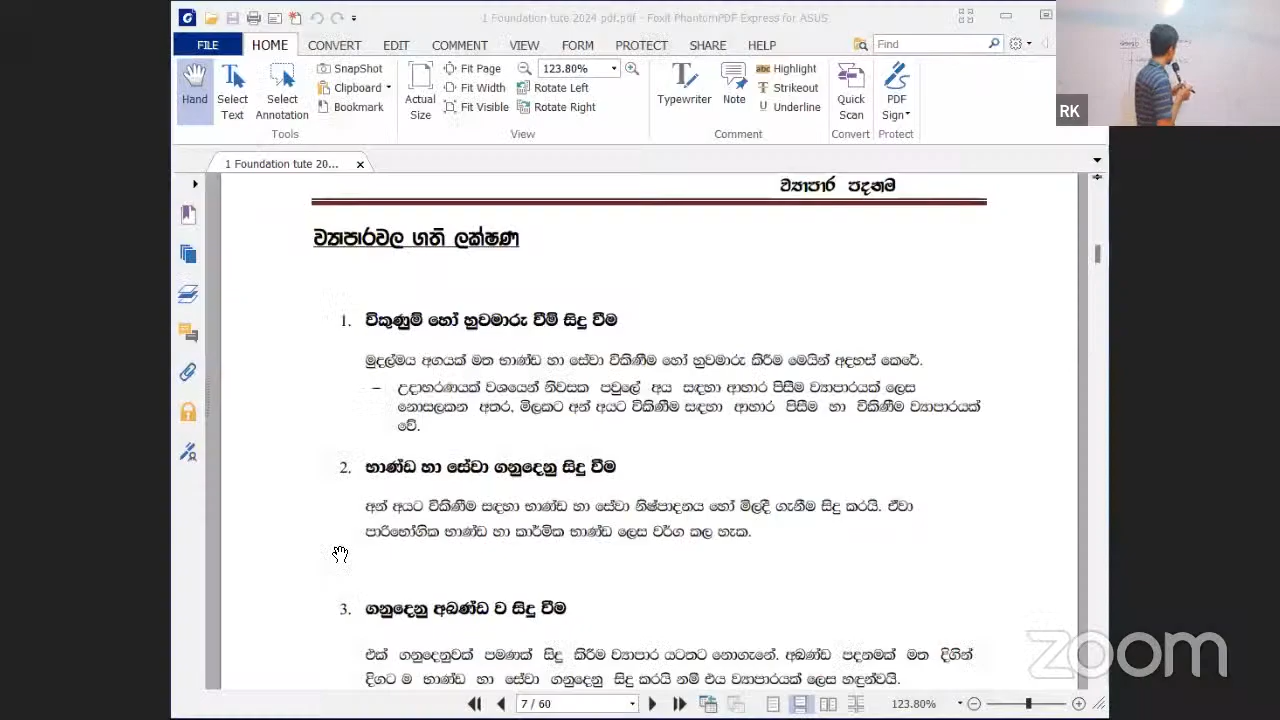 1 Foundation tute 2024 pdf.pdf - Foxit PhantomPDF Express for ASUS
FILE HOME CONVERT EDIT COMMENT VIEW FORM PROTECT SHARE HELP Find
Hand
Select Text
Select Annotation
SnapShot
Clipboard
Bookmark
Tools
Actual Size
Fit Page
Fit Width
Fit Visible
123.80%
Rotate Left
Rotate Right
View
Typewriter
Note
Highlight
Strikeout
Underline
Comment
Quick Scan
Convert
PDF Sign
Protect
RK
1 Foundation tute 20...
ව්‍යාපාර පදනම
ව්‍යාපාරවල ගති ලක්ෂණ
1. විකුණුම් හෝ හුවමාරු වීම් සිදු වීම
මුදල්මය අගයක් මත භාණ්ඩ හා සේවා විකිණීම හෝ හුවමාරු කිරීම මෙයින් අදහස් කෙරේ.
– උදාහරණයක් වශයෙන් නිවසක පවුලේ අය සඳහා ආහාර පිසීම ව්‍යාපාරයක් ලෙස
නොසලකන අතර, මිලකට අන් අයට විකිණීම සඳහා ආහාර පිසීම හා විකිණීම ව්‍යාපාරයක්
වේ.
2. භාණ්ඩ හා සේවා ගනුදෙනු සිදු වීම
අන් අයට විකිණීම සඳහා භාණ්ඩ හා සේවා නිෂ්පාදනය හෝ මිලදී ගැනීම සිදු කරයි. ඒවා
පාරිභෝගික භාණ්ඩ හා කාර්මික භාණ්ඩ ලෙස වර්ග කල හැක.
3. ගනුදෙනු අඛණ්ඩ ව සිදු වීම
එක් ගනුදෙනුවක් පමණක් සිදු කිරීම ව්‍යාපාර යටතට නොගැනේ. අඛණ්ඩ පදනමක් මත දිගින්
දිගට ම භාණ්ඩ හා සේවා ගනුදෙනු සිදු කරයි නම් එය ව්‍යාපාරයක් ලෙස හඳුන්වයි.
zoom
7 / 60
123.80%